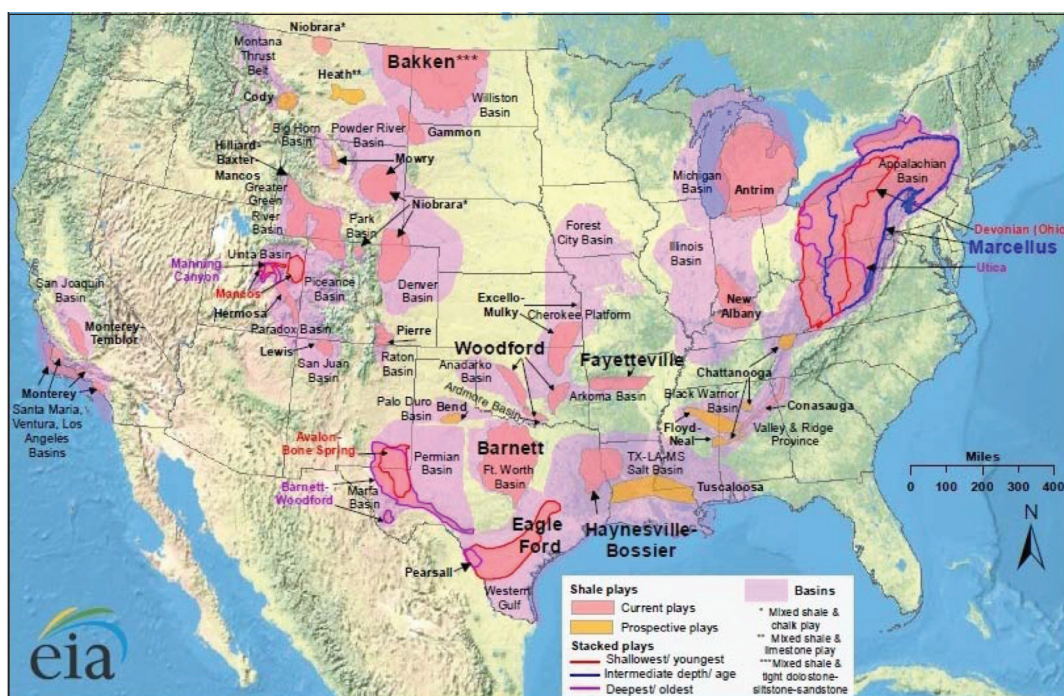 Niobrara*
Montana
Thrust
Belt
Bakken***
Heath**
Cody
Williston
Basin
Big Horn
Basin
Powder River
Basin
Gammon
Hilliard-
Baxter-
Mancos
Mowry
Greater
Green
River
Basin
Park
Basin
Niobrara*
Michigan
Basin
Antrim
Appalachian
Basin
Forest
City Basin
Illinois
Basin
Devonian (Ohio
Marcellus
Utica
Uinta Basin
Manning
Canyon
San Joaquin
Basin
Mancos
Piceance
Basin
Denver
Basin
Hermosa
Excello-
Mulky
Cherokee Platform
New
Albany
Monterey-
Temblor
Paradox Basin
Pierre
Lewis
San Juan
Basin
Raton
Basin
Woodford
Anadarko
Basin
Fayetteville
Chattanooga
Monterey
Santa Maria,
Ventura, Los
Angeles
Basins
Ardmore Basin
Arkoma Basin
Black Warrior
Basin
Conasauga
Palo Duro
Basin
Bend
Floyd-
Neal
Valley & Ridge
Province
Avalon-
Bone Spring
Permian
Basin
Barnett
Ft. Worth
Basin
TX-LA-MS
Salt Basin
Tuscaloosa
Barnett-
Woodford
Marfa
Basin
Eagle
Ford
Haynesville-
Bossier
Pearsall
Western
Gulf
Miles
0 100 200 300 400
N
eia
Shale plays
Current plays
Prospective plays
Stacked plays
Shallowest/ youngest
Intermediate depth/ age
Deepest/ oldest
Basins
* Mixed shale &
chalk play
** Mixed shale &
limestone play
***Mixed shale &
tight dolostone-
siltstone-sandstone